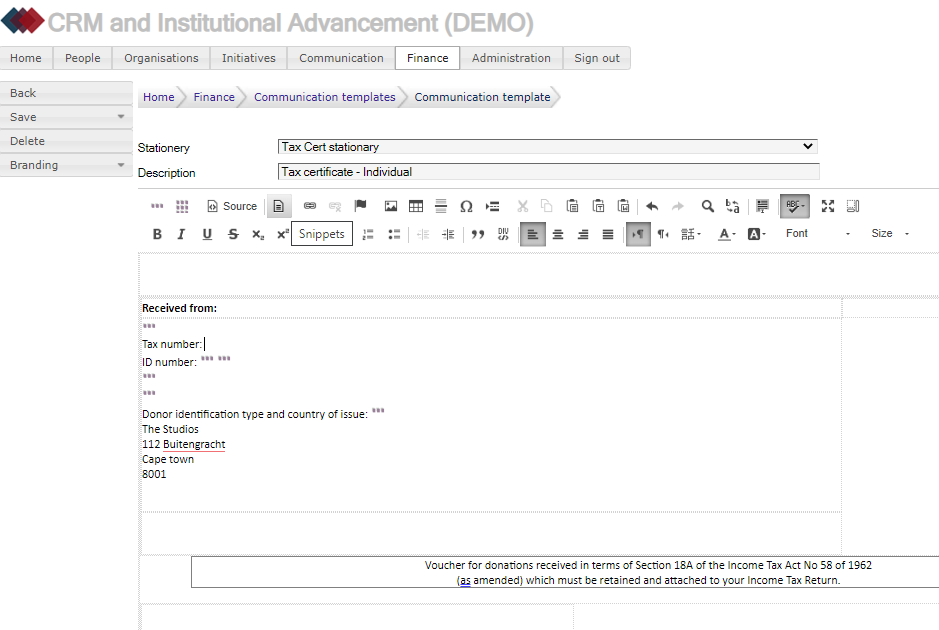 CRM and Institutional Advancement (DEMO)
Home People Organisations Initiatives Communication Finance Administration Sign out
Back
Save
Delete
Branding
Home Finance Communication templates Communication template
Stationery Tax Cert stationary
Description Tax certificate - Individual
Source Ω ABC
B I U S x₂ x² Snippets DIV A A Font Size
Received from:
Tax number:
ID number:
Donor identification type and country of issue:
The Studios
112 Buitengracht
Cape town
8001
Voucher for donations received in terms of Section 18A of the Income Tax Act No 58 of 1962
(as amended) which must be retained and attached to your Income Tax Return.